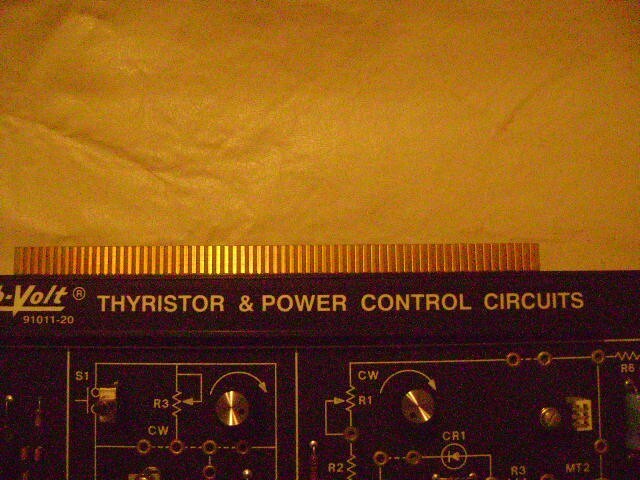 b-Volt® THYRISTOR & POWER CONTROL CIRCUITS
91011-20
S1
R3
CW
CW
R1
R2
CR1
R3
MT2
R6